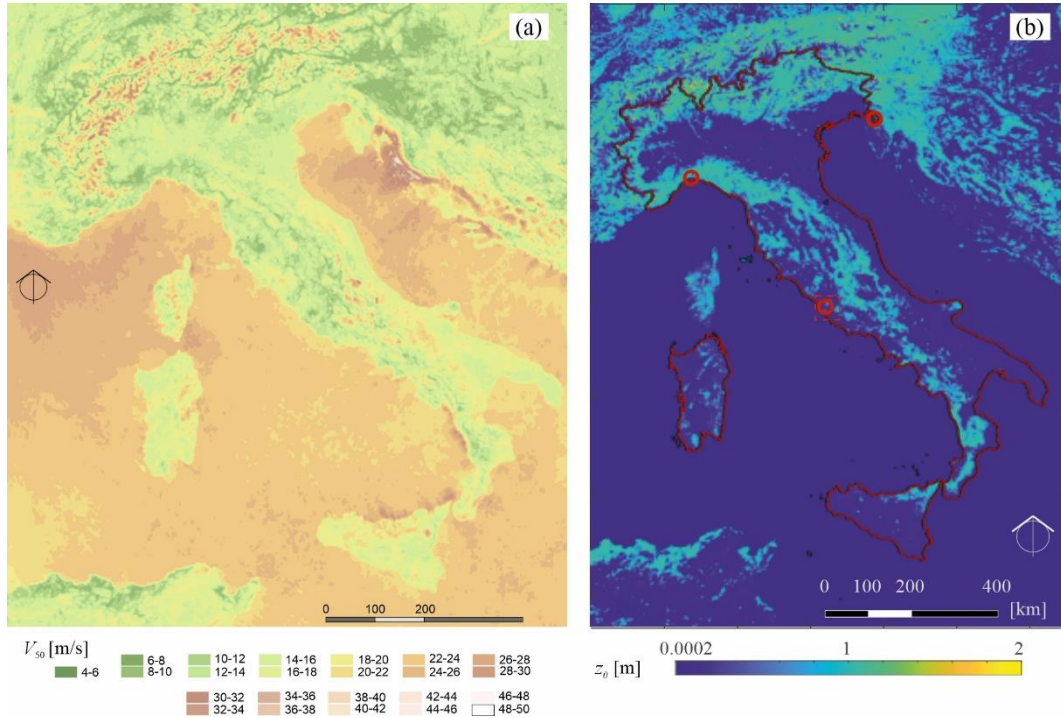 (a)
(b)
0 100 200
0 100 200 400
[km]
V₅₀ [m/s]
4-6
6-8
8-10
10-12
12-14
14-16
16-18
18-20
20-22
22-24
24-26
26-28
28-30
30-32
32-34
34-36
36-38
38-40
40-42
42-44
44-46
46-48
48-50
z₀ [m]
0.0002 1 2